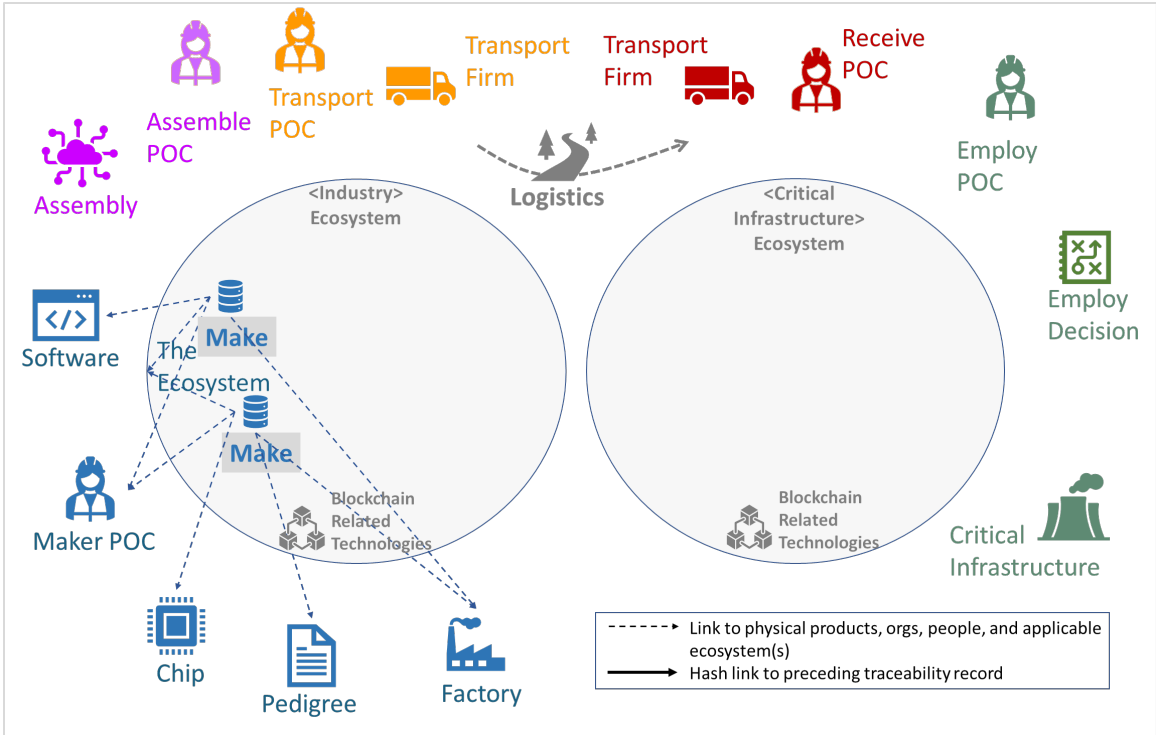 Transport
Firm
Transport
Firm
Receive
POC
Transport
POC
Assemble
POC
Employ
POC
Assembly
Logistics
<Industry>
Ecosystem
<Critical
Infrastructure>
Ecosystem
Employ
Decision
Software
</>
Make
The
Ecosystem
Make
Maker POC
Blockchain
Related
Technologies
Blockchain
Related
Technologies
Critical
Infrastructure
Chip
Pedigree
Factory
Link to physical products, orgs, people, and applicable
ecosystem(s)
Hash link to preceding traceability record